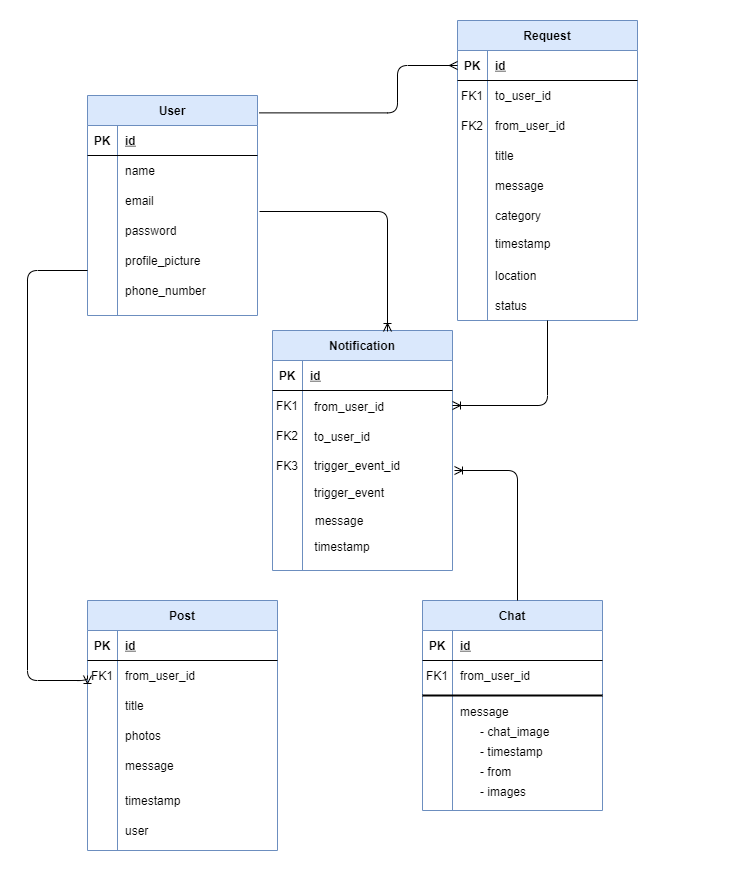 Request
PK id
FK1 to_user_id
FK2 from_user_id
title
message
category
timestamp
location
status
User
PK id
name
email
password
profile_picture
phone_number
Notification
PK id
FK1 from_user_id
FK2 to_user_id
FK3 trigger_event_id
trigger_event
message
timestamp
Post
PK id
FK1 from_user_id
title
photos
message
timestamp
user
Chat
PK id
FK1 from_user_id
message
- chat_image
- timestamp
- from
- images